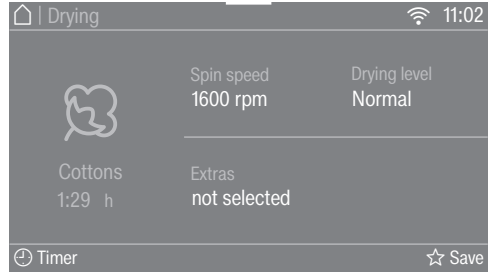 | Drying 11:02
Spin speed Drying level
1600 rpm Normal
Cottons
1:29 h
Extras
not selected
Timer Save